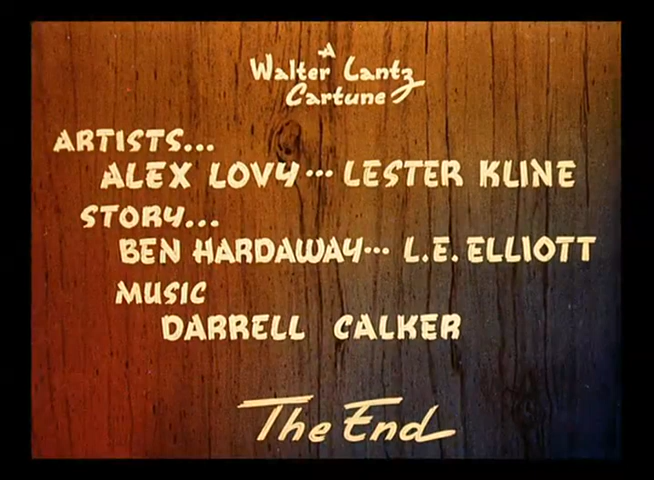 A
Walter Lantz
Cartune
ARTISTS...
ALEX LOVY... LESTER KLINE
STORY...
BEN HARDAWAY... L.E. ELLIOTT
MUSIC
DARRELL CALKER
The End